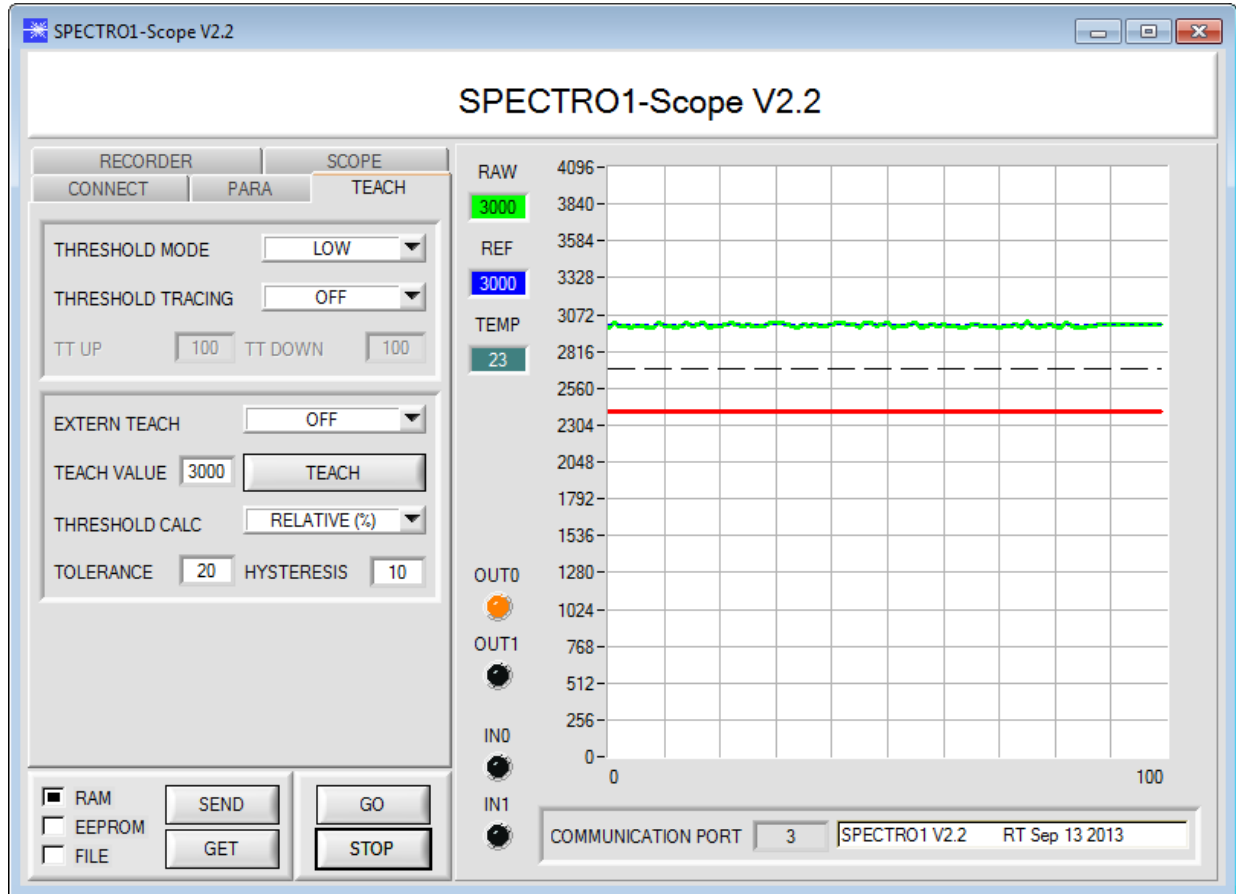 SPECTRO1-Scope V2.2
SPECTRO1-Scope V2.2
RECORDER SCOPE
CONNECT PARA TEACH
THRESHOLD MODE LOW
THRESHOLD TRACING OFF
TT UP 100 TT DOWN 100
EXTERN TEACH OFF
TEACH VALUE 3000 TEACH
THRESHOLD CALC RELATIVE (%)
TOLERANCE 20 HYSTERESIS 10
RAM
EEPROM
FILE
SEND
GET
GO
STOP
RAW
3000
REF
3000
TEMP
23
OUT0
OUT1
IN0
IN1
4096
3840
3584
3328
3072
2816
2560
2304
2048
1792
1536
1280
1024
768
512
256
0
0 100
COMMUNICATION PORT 3 SPECTRO1 V2.2 RT Sep 13 2013